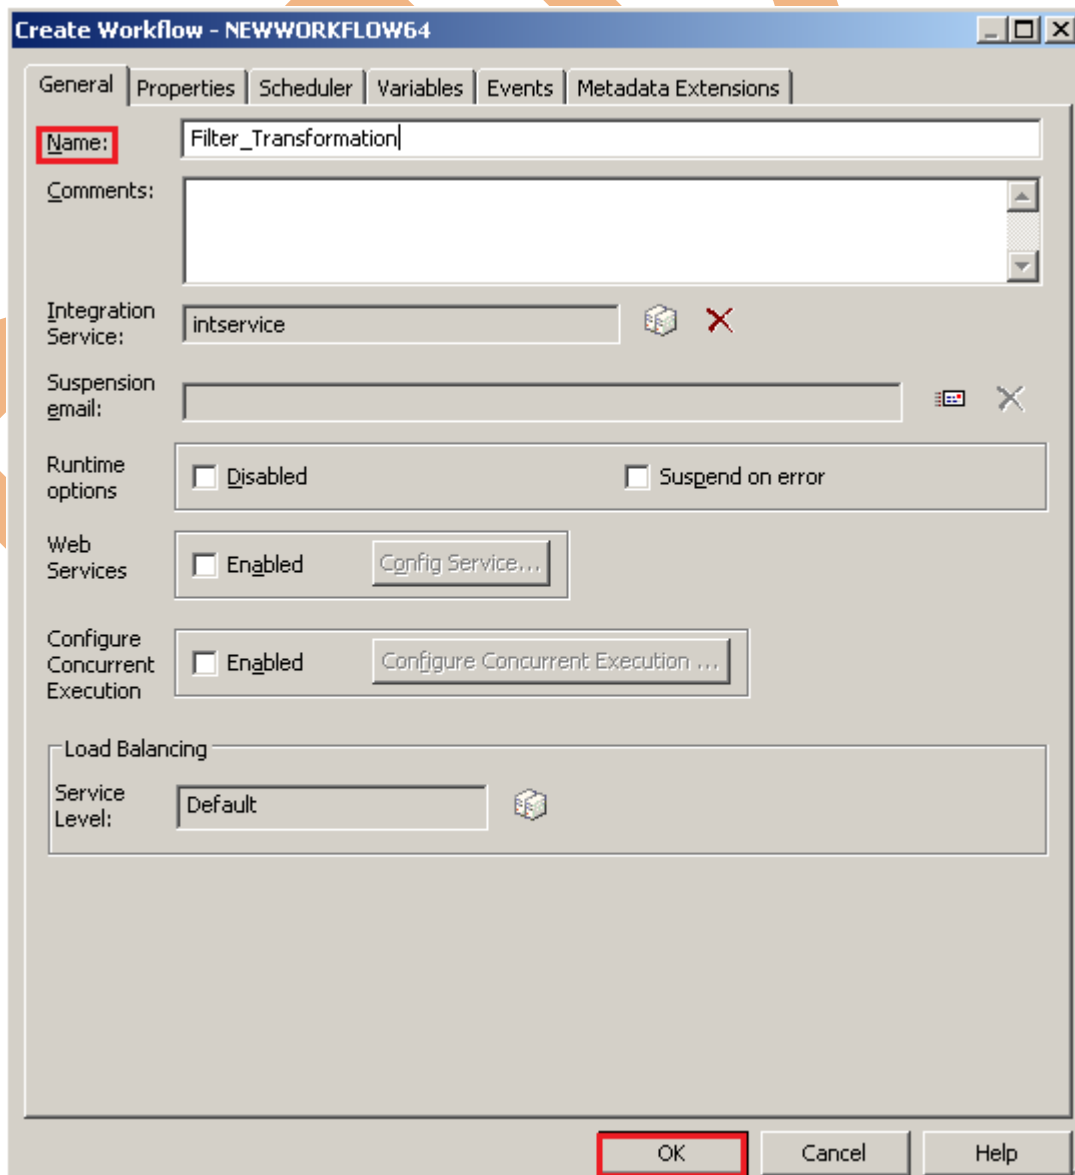 Create Workflow - NEWWORKFLOW64
General Properties Scheduler Variables Events Metadata Extensions
Name: Filter_Transformation
Comments:
Integration
Service: intservice
Suspension
email:
Runtime
options
Disabled Suspend on error
Web
Services
Enabled Config Service...
Configure
Concurrent
Execution
Enabled Configure Concurrent Execution ...
Load Balancing
Service
Level: Default
OK Cancel Help